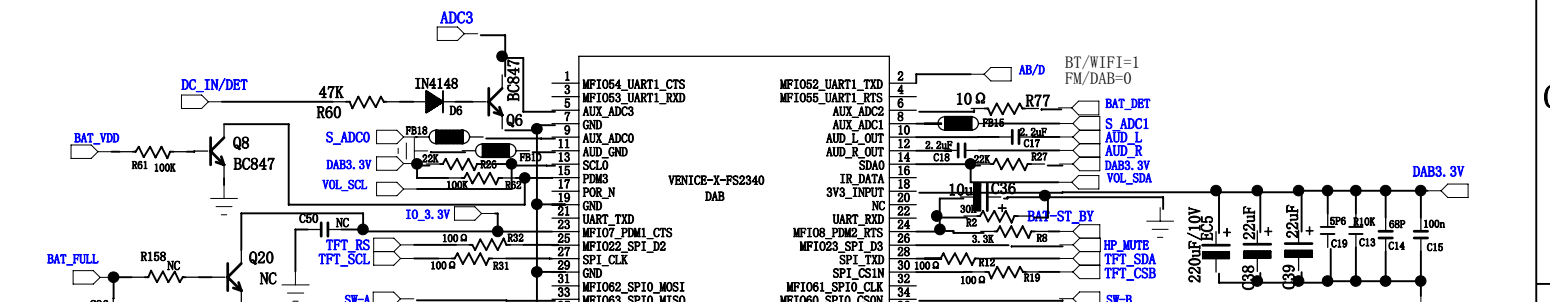 ADC3
DC_IN/DET
47K
R60
IN4148
D6
BC847
Q6
BAT_VDD
R61 100K
Q8
BC847
S_ADC0
FB18
FB10
DAB3.3V
22K
R26
VOL_SCL
100K
R62
IO_3.3V
C50 NC
TFT_RS
100Ω R32
TFT_SCL
100Ω R31
BAT_FULL
R158
NC
Q20
NC
SW-A
1 MFIO54_UART1_CTS
3 MFIO53_UART1_RXD
5 AUX_ADC3
7 GND
9 AUX_ADC0
11 AUD_GND
13 SCL0
15 PDM3
17 POR_N
19 GND
21 UART_TXD
23 MFIO7_PDM1_CTS
25 MFIO22_SPI_D2
27 SPI_CLK
29 GND
31 MFIO62_SPIO_MOSI
33 MFIO63_SPIO_MISO
VENICE-X-FS2340
DAB
MFIO52_UART1_TXD 2
MFIO55_UART1_RTS 4
AUX_ADC2 6
AUX_ADC1 8
AUD_L_OUT 10
AUD_R_OUT 12
SDA0 14
IR_DATA 16
3V3_INPUT 18
NC 20
UART_RXD 22
MFIO8_PDM2_RTS 24
MFIO23_SPI_D3 26
SPI_TXD 28
SPI_CS1N 30
MFIO61_SPIO_CLK 32
MFIO60_SPIO_CSON 34
AB/D
BT/WIFI=1
FM/DAB=0
10Ω R77
BAT_DET
FB15
S_ADC1
2.2uF
C17
AUD_L
2.2uF
C18
AUD_R
22K R27
DAB3.3V
VOL_SDA
10u C36
30K
R2
BAT-ST_BY
3.3K R8
HP_MUTE
100Ω R12
TFT_SDA
100Ω R19
TFT_CSB
SW-B
DAB3.3V
220uF/10V
EC5
+
C38
22uF
+
C39
22uF
+
5P6
C19
R10K
C13
68P
C14
100n
C15